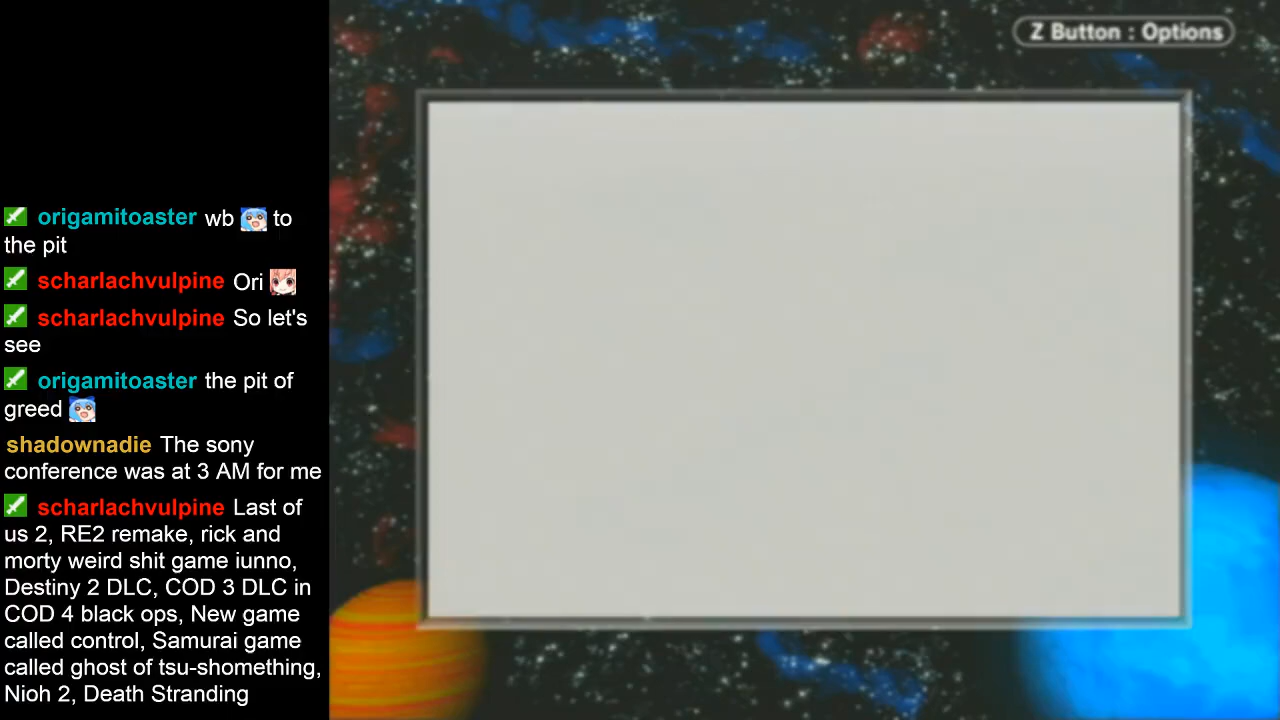 Z Button : Options
origamitoaster wb to
the pit
scharlachvulpine Ori
scharlachvulpine So let's
see
origamitoaster the pit of
greed
shadownadie The sony
conference was at 3 AM for me
scharlachvulpine Last of
us 2, RE2 remake, rick and
morty weird shit game iunno,
Destiny 2 DLC, COD 3 DLC in
COD 4 black ops, New game
called control, Samurai game
called ghost of tsu-shomething,
Nioh 2, Death Stranding